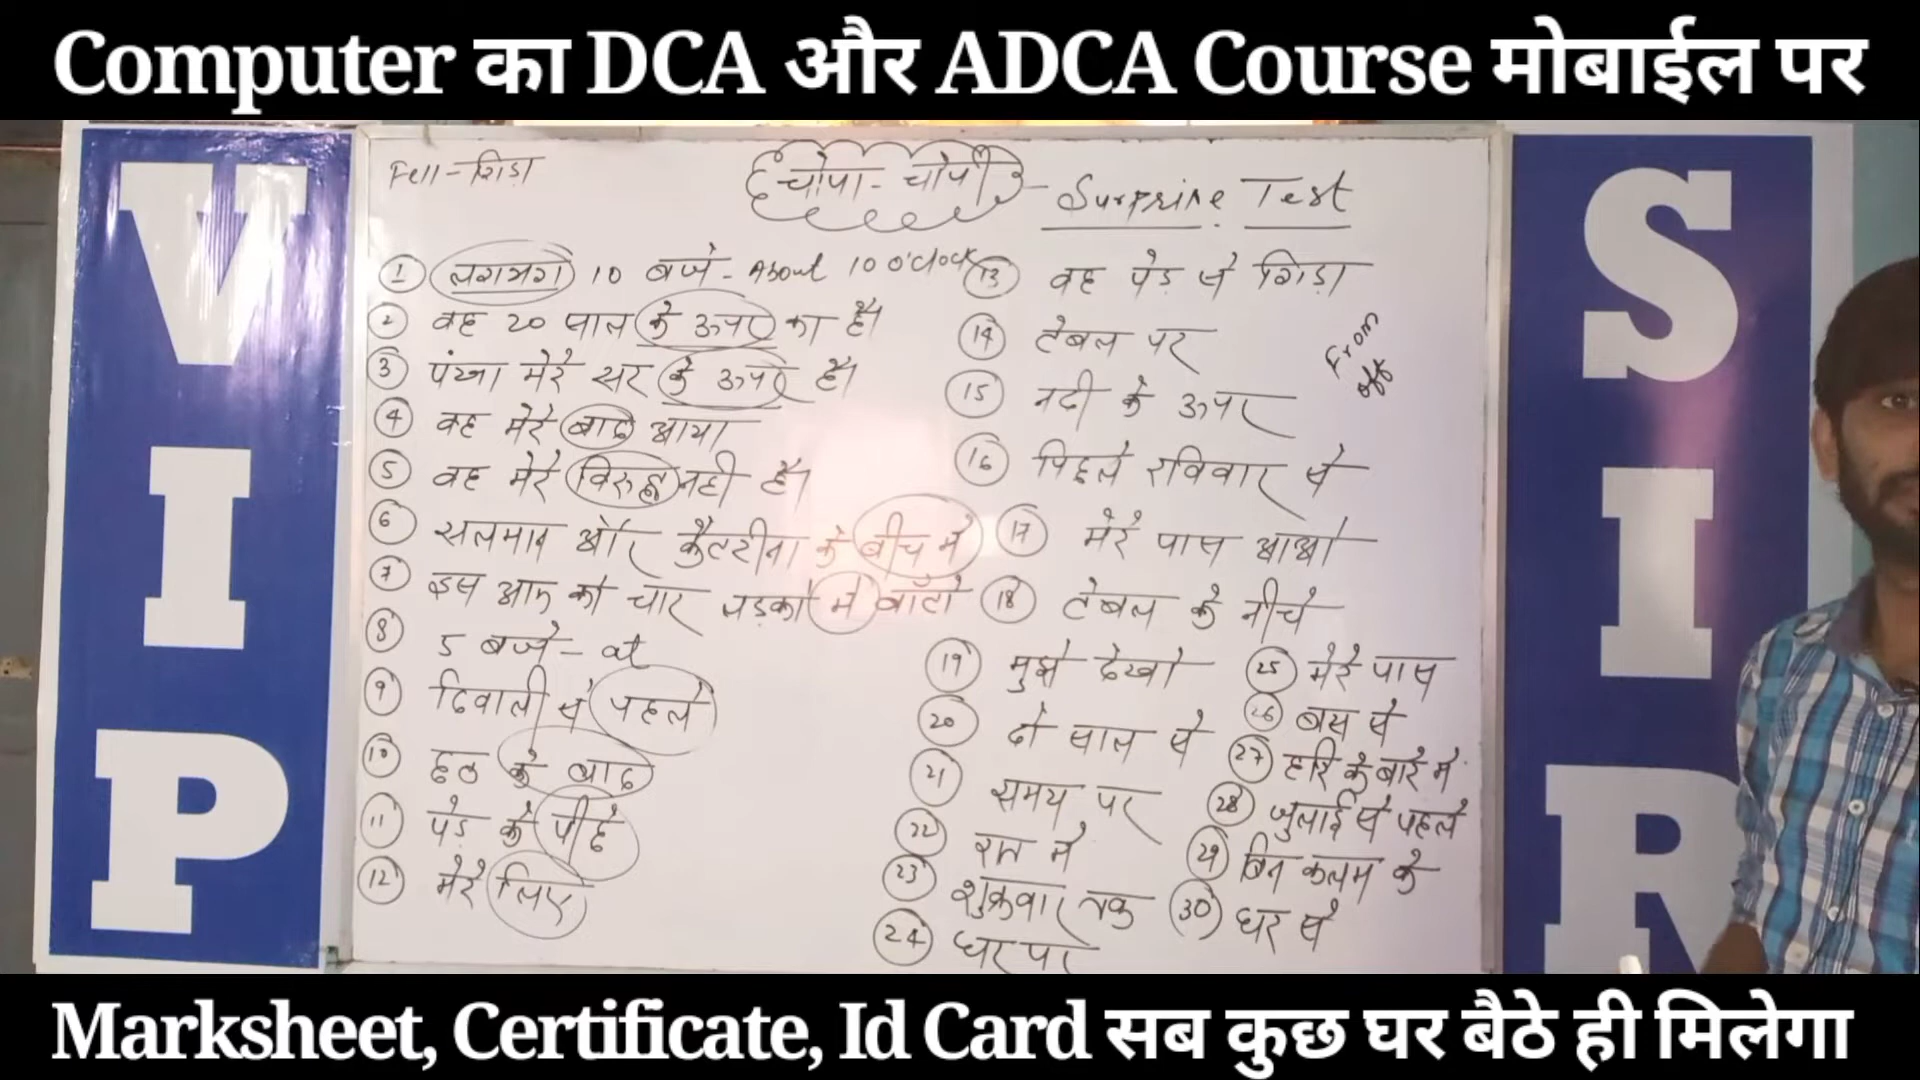 Computer का DCA और ADCA Course मोबाईल पर
VIP
SIR
Fell - गिड़ा
चोपा - चोपी - Surprise Test
① लगभग 10 बजे - About 10 o'clock
② वह 20 साल के ऊपर का है।
③ पंखा मेरे सर के ऊपर है।
④ वह मेरे बाद आया
⑤ वह मेरे विरुद्ध नही है।
⑥ सलमान और कैटरीना के बीच में
⑦ इस आम को चार लड़कों में बाँटो
⑧ 5 बजे - at
⑨ दिवाली से पहले
⑩ छठ के बाद
⑪ पेड़ के पीछे
⑫ मेरे लिए
⑬ वह पेड़ से गिड़ा
⑭ टेबल पर
From
off
⑮ नदी के ऊपर
⑯ पिछले रविवार से
⑰ मेरे पास आओ
⑱ टेबल के नीचे
⑲ मुझे देखो
⑳ दो साल से
㉑ समय पर
㉒ रात में
㉓ शुक्रवार तक
㉔ घर पर
㉕ मेरे पास
㉖ बस से
㉗ हरि के बारे में
㉘ जुलाई से पहले
㉙ बिन कलम के
㉚ घर से
Marksheet, Certificate, Id Card सब कुछ घर बैठे ही मिलेगा